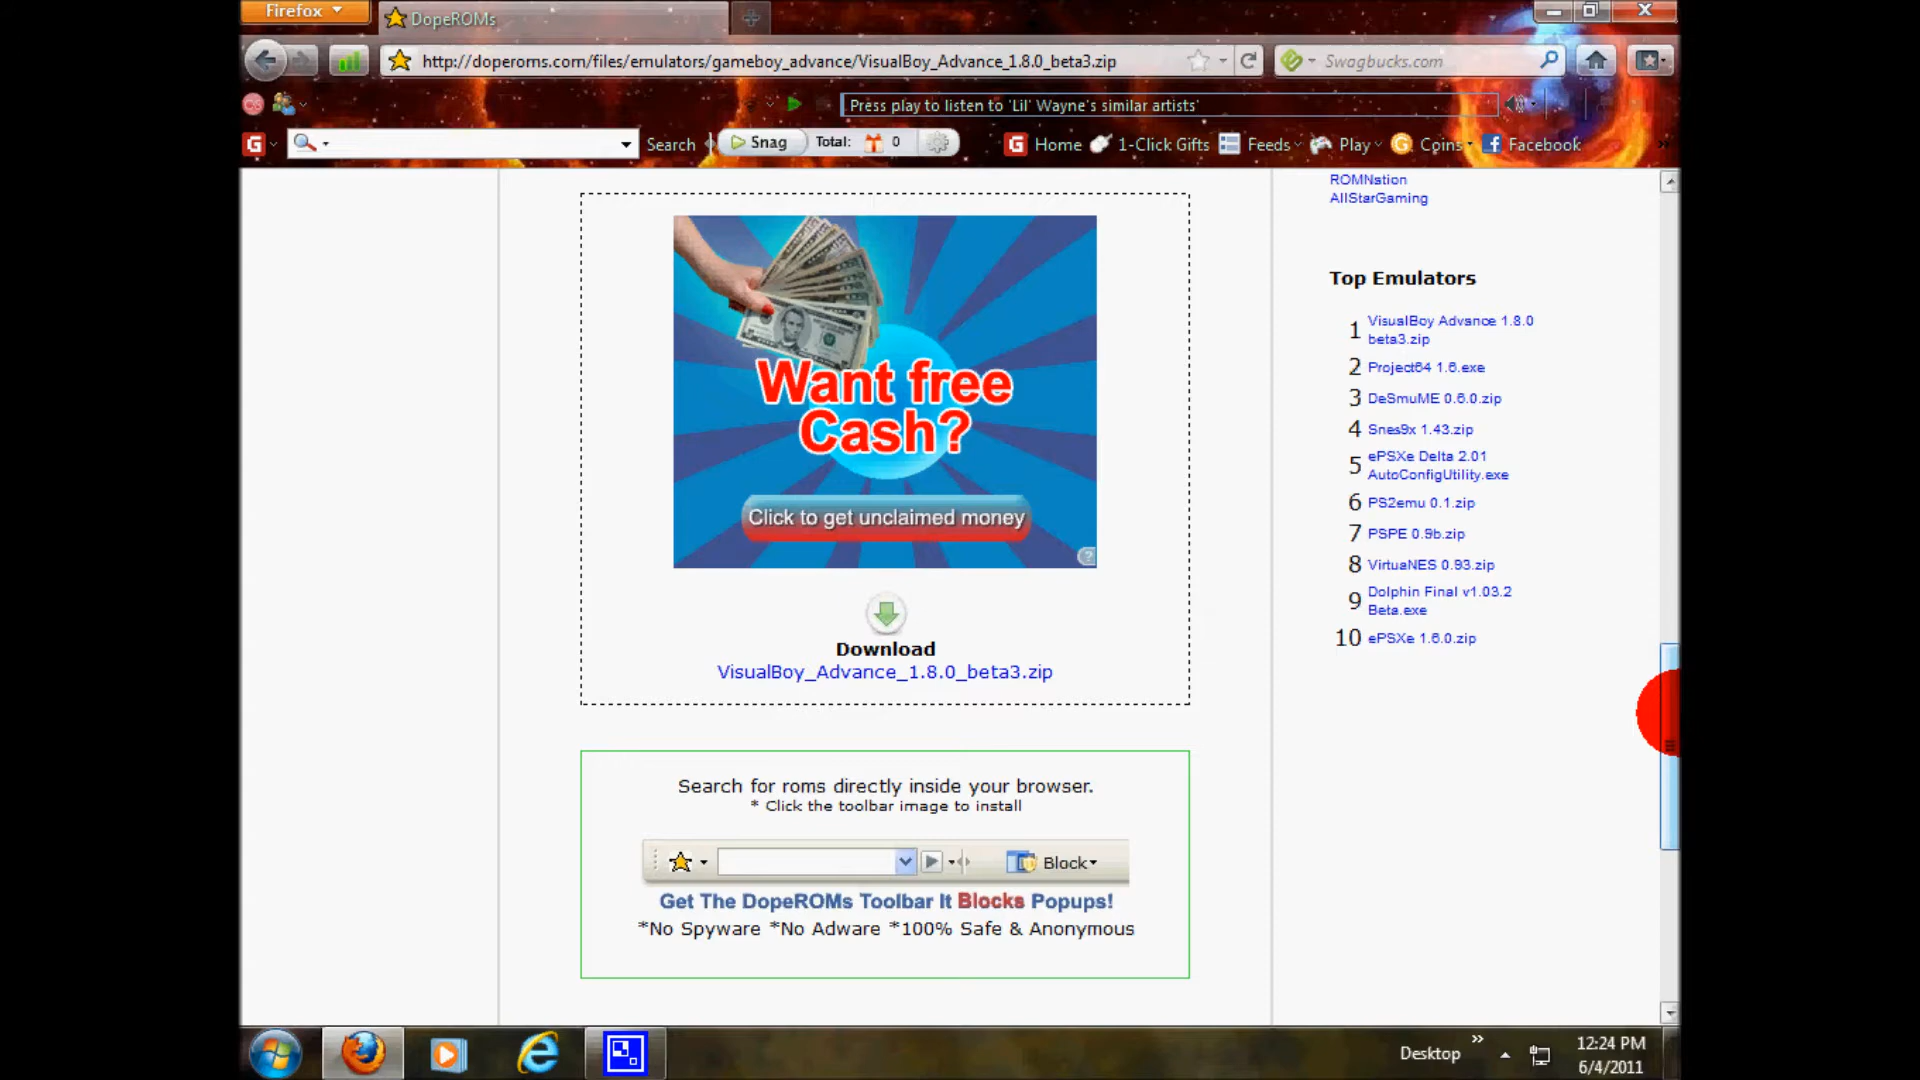 Firefox
DopeROMs
http://doperoms.com/files/emulators/gameboy_advance/VisualBoy_Advance_1.8.0_beta3.zip
Swagbucks.com
Press play to listen to 'Lil' Wayne's similar artists'
G
Search
Snag
Total:
0
G
Home
1-Click Gifts
Feeds
Play
Coins
Facebook
ROMNation
AllStarGaming
Want free
Cash?
Click to get unclaimed money
?
Download
VisualBoy_Advance_1.8.0_beta3.zip
Top Emulators
1 VisualBoy Advance 1.8.0
beta3.zip
2 Project64 1.6.exe
3 DeSmuME 0.6.0.zip
4 Snes9x 1.43.zip
5 ePSXe Delta 2.01
AutoConfigUtility.exe
6 PS2emu 0.1.zip
7 PSPE 0.9b.zip
8 VirtuaNES 0.93.zip
9 Dolphin Final v1.03.2
Beta.exe
10 ePSXe 1.6.0.zip
Search for roms directly inside your browser.
* Click the toolbar image to install
Block
Get The DopeROMs Toolbar It Blocks Popups!
*No Spyware *No Adware *100% Safe & Anonymous
Desktop
12:24 PM
6/4/2011